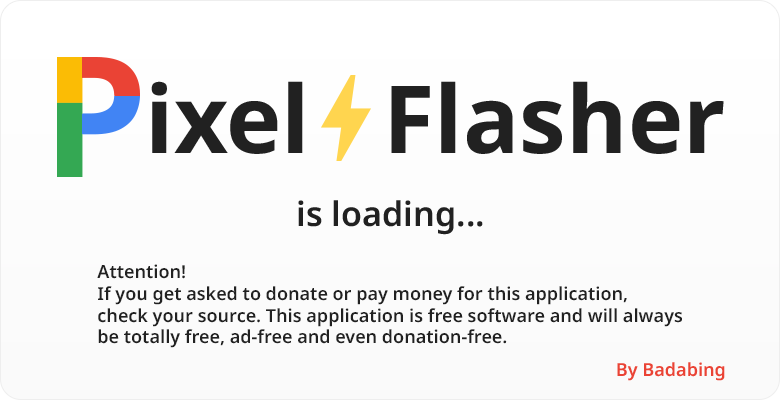 Pixel Flasher
is loading...
Attention!
If you get asked to donate or pay money for this application,
check your source. This application is free software and will always
be totally free, ad-free and even donation-free.
By Badabing